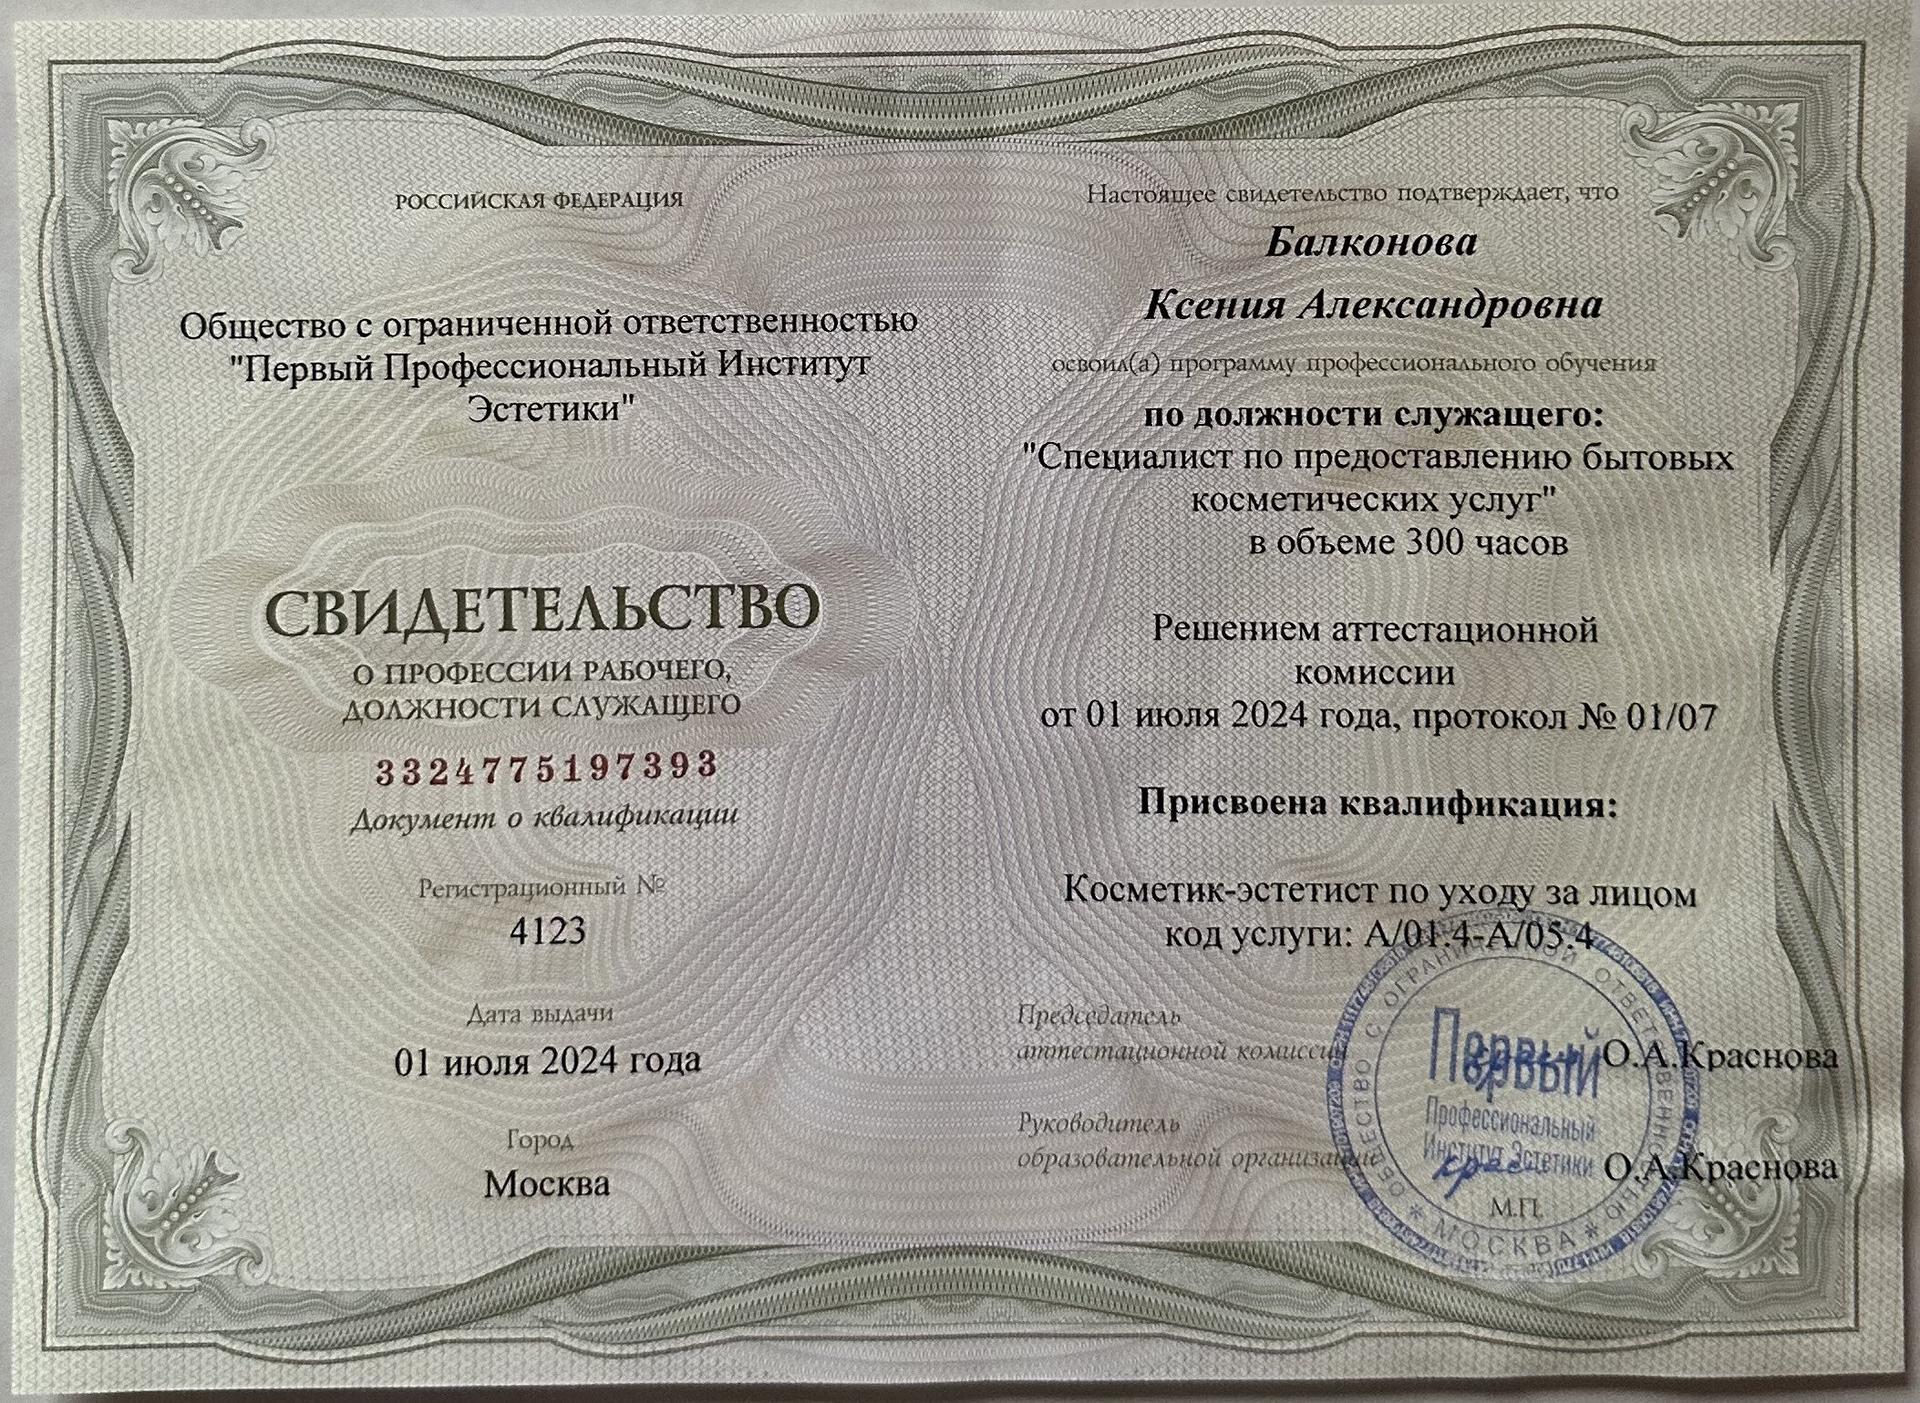 РОССИЙСКАЯ ФЕДЕРАЦИЯ
Общество с ограниченной ответственностью
"Первый Профессиональный Институт
Эстетики"
СВИДЕТЕЛЬСТВО
О ПРОФЕССИИ РАБОЧЕГО,
ДОЛЖНОСТИ СЛУЖАЩЕГО
3324775197393
Документ о квалификации
Регистрационный №
4123
Дата выдачи
01 июля 2024 года
Город
Москва
Настоящее свидетельство подтверждает, что
Балконова
Ксения Александровна
освоил(а) программу профессионального обучения
по должности служащего:
"Специалист по предоставлению бытовых
косметических услуг"
в объеме 300 часов
Решением аттестационной
комиссии
от 01 июля 2024 года, протокол № 01/07
Присвоена квалификация:
Косметик-эстетист по уходу за лицом
код услуги: А/01.4-А/05.4
Председатель
аттестационной комиссии
О.А.Краснова
Руководитель
образовательной организации
О.А.Краснова
М.П.
ОБЩЕСТВО С ОГРАНИЧЕННОЙ ОТВЕТСТВЕННОСТЬЮ
* МОСКВА *
Первый
Профессиональный
Институт Эстетики